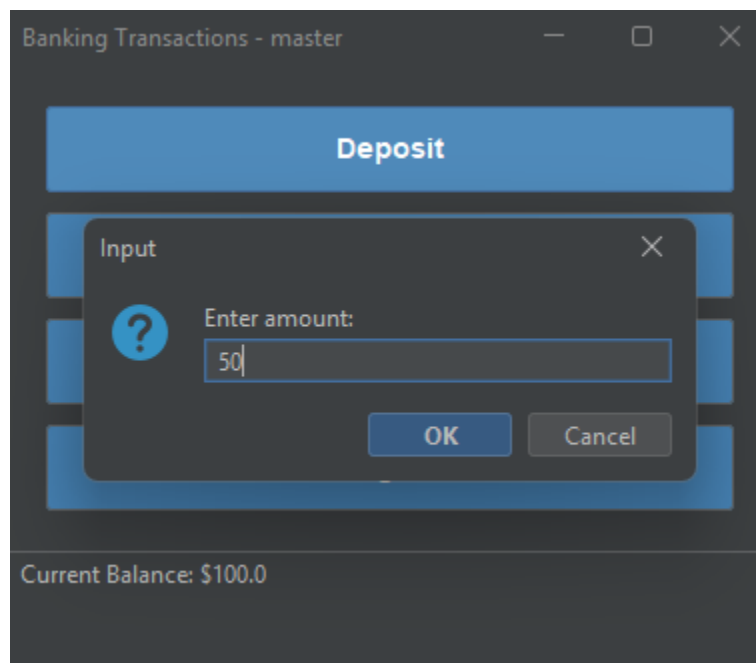 Banking Transactions - master
Deposit
Input
?
Enter amount:
50
OK
Cancel
Current Balance: $100.0